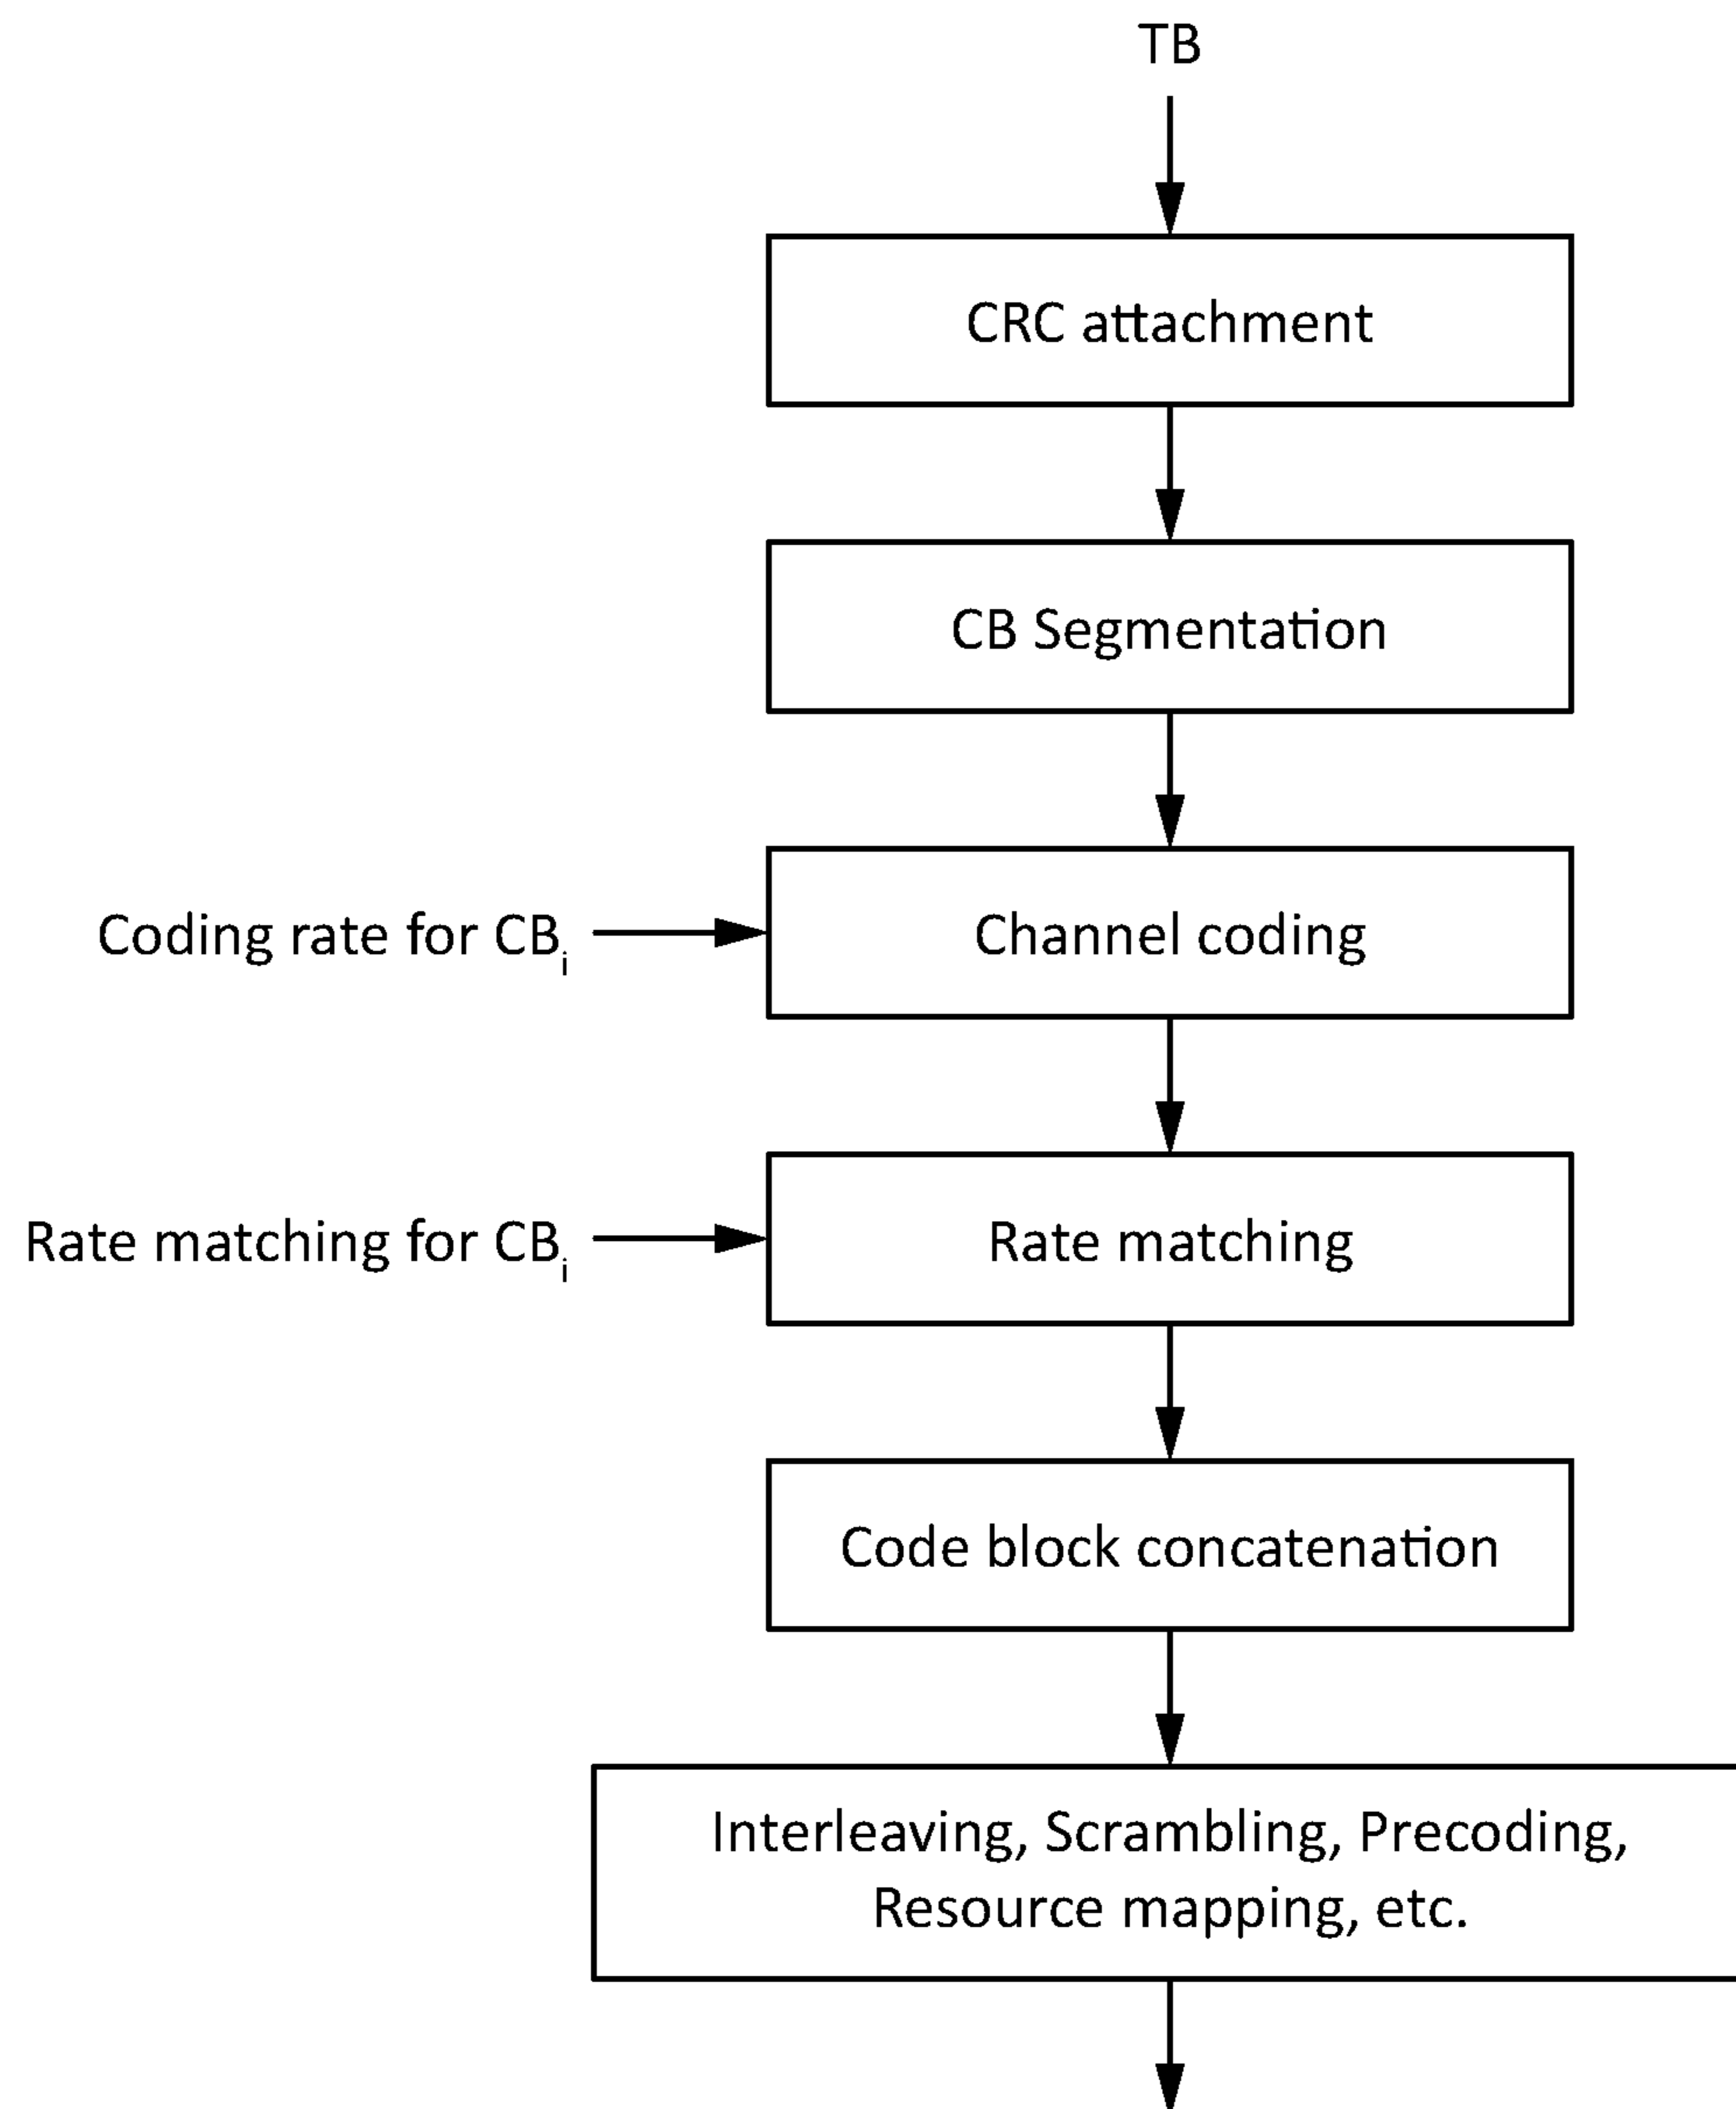 TB
CRC attachment
CB Segmentation
Coding rate for CBi
Channel coding
Rate matching for CBi
Rate matching
Code block concatenation
Interleaving, Scrambling, Precoding,
Resource mapping, etc.